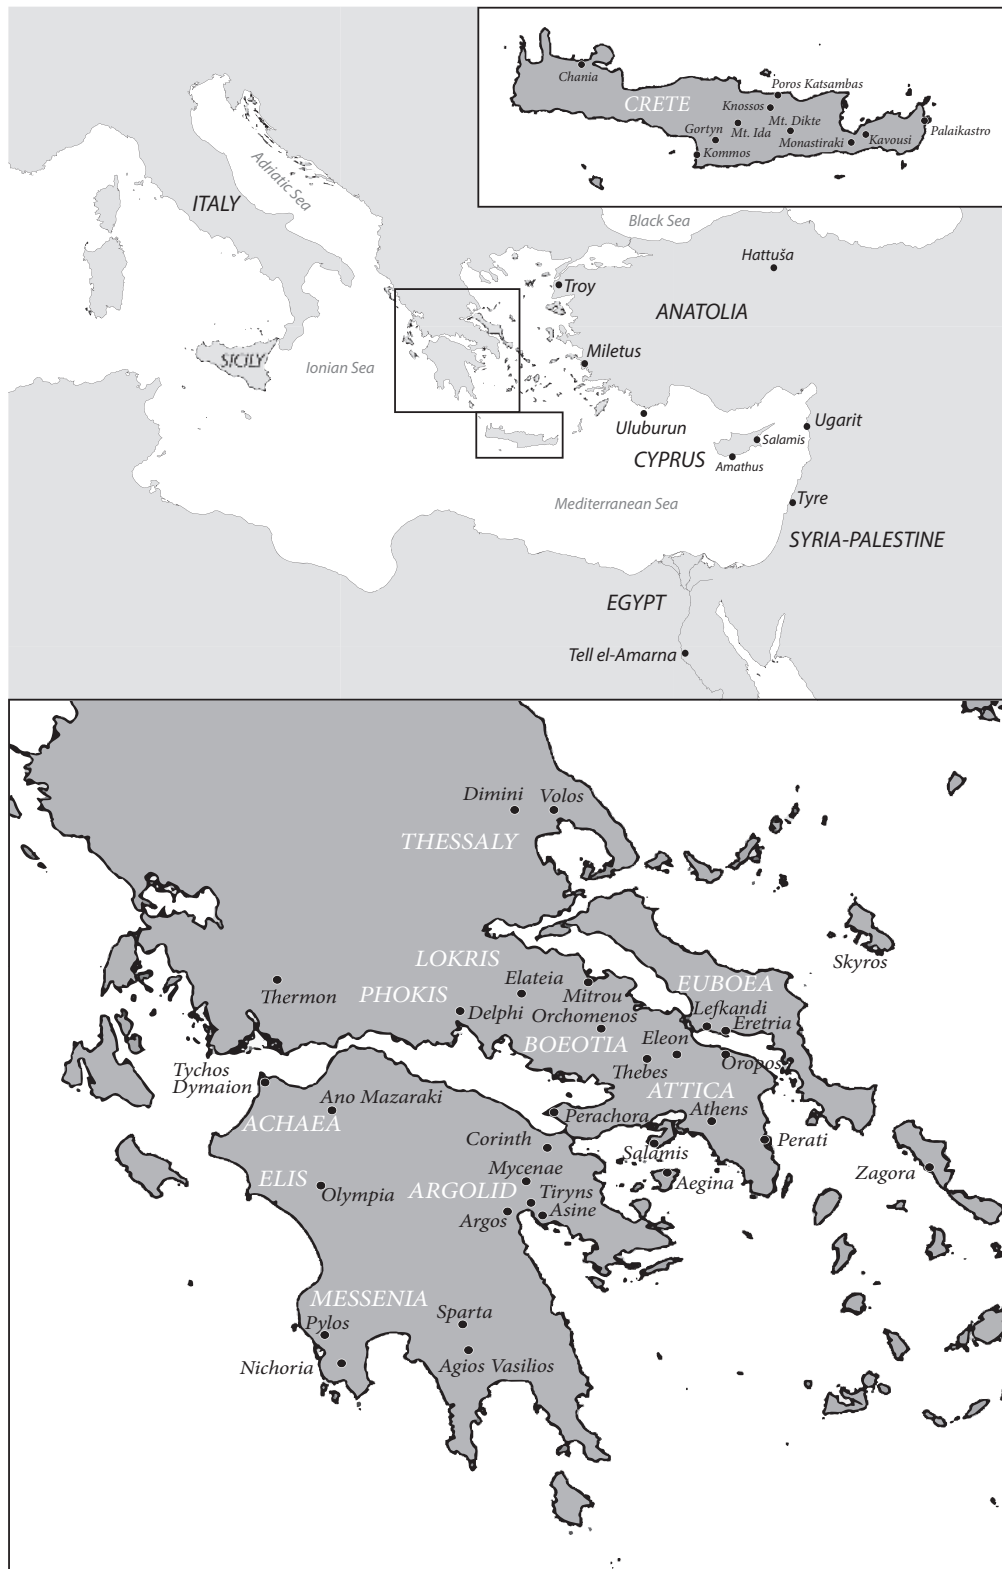 Chania
Poros Katsambas
CRETE
Knossos
Mt. Dikte
Palaikastro
Gortyn
Mt. Ida
Monastiraki
Kavousi
Kommos
Adriatic Sea
ITALY
Black Sea
Hattuša
Troy
ANATOLIA
SICILY
Ionian Sea
Miletus
Uluburun
Ugarit
Salamis
CYPRUS
Amathus
Mediterranean Sea
Tyre
SYRIA-PALESTINE
EGYPT
Tell el-Amarna
Dimini
Volos
THESSALY
LOKRIS
Skyros
Elateia
EUBOEA
Thermon
PHOKIS
Mitrou
Delphi
Orchomenos
Lefkandi
Eretria
BOEOTIA
Eleon
Thebes
Oropos
Tychos
Dymaion
ATTICA
Ano Mazaraki
Perachora
Athens
ACHAEA
Corinth
Salamis
Perati
Mycenae
Aegina
Zagora
ELIS
Olympia
ARGOLID
Tiryns
Argos
Asine
MESSENIA
Sparta
Pylos
Nichoria
Agios Vasilios